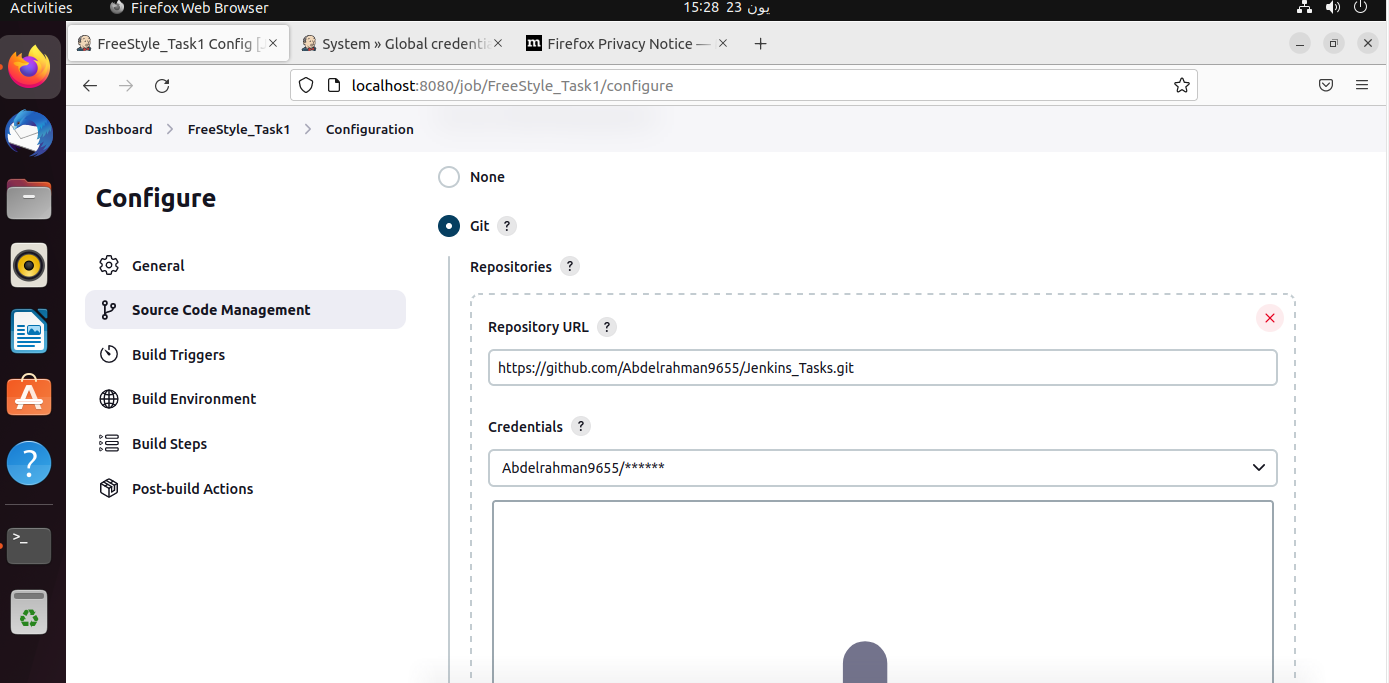 Activities
Firefox Web Browser
15:28 23 يون
FreeStyle_Task1 Config [
System » Global credentia
Firefox Privacy Notice —
localhost:8080/job/FreeStyle_Task1/configure
Dashboard
FreeStyle_Task1
Configuration
Configure
General
Source Code Management
Build Triggers
Build Environment
Build Steps
Post-build Actions
None
Git ?
Repositories ?
Repository URL ?
https://github.com/Abdelrahman9655/Jenkins_Tasks.git
Credentials ?
Abdelrahman9655/******